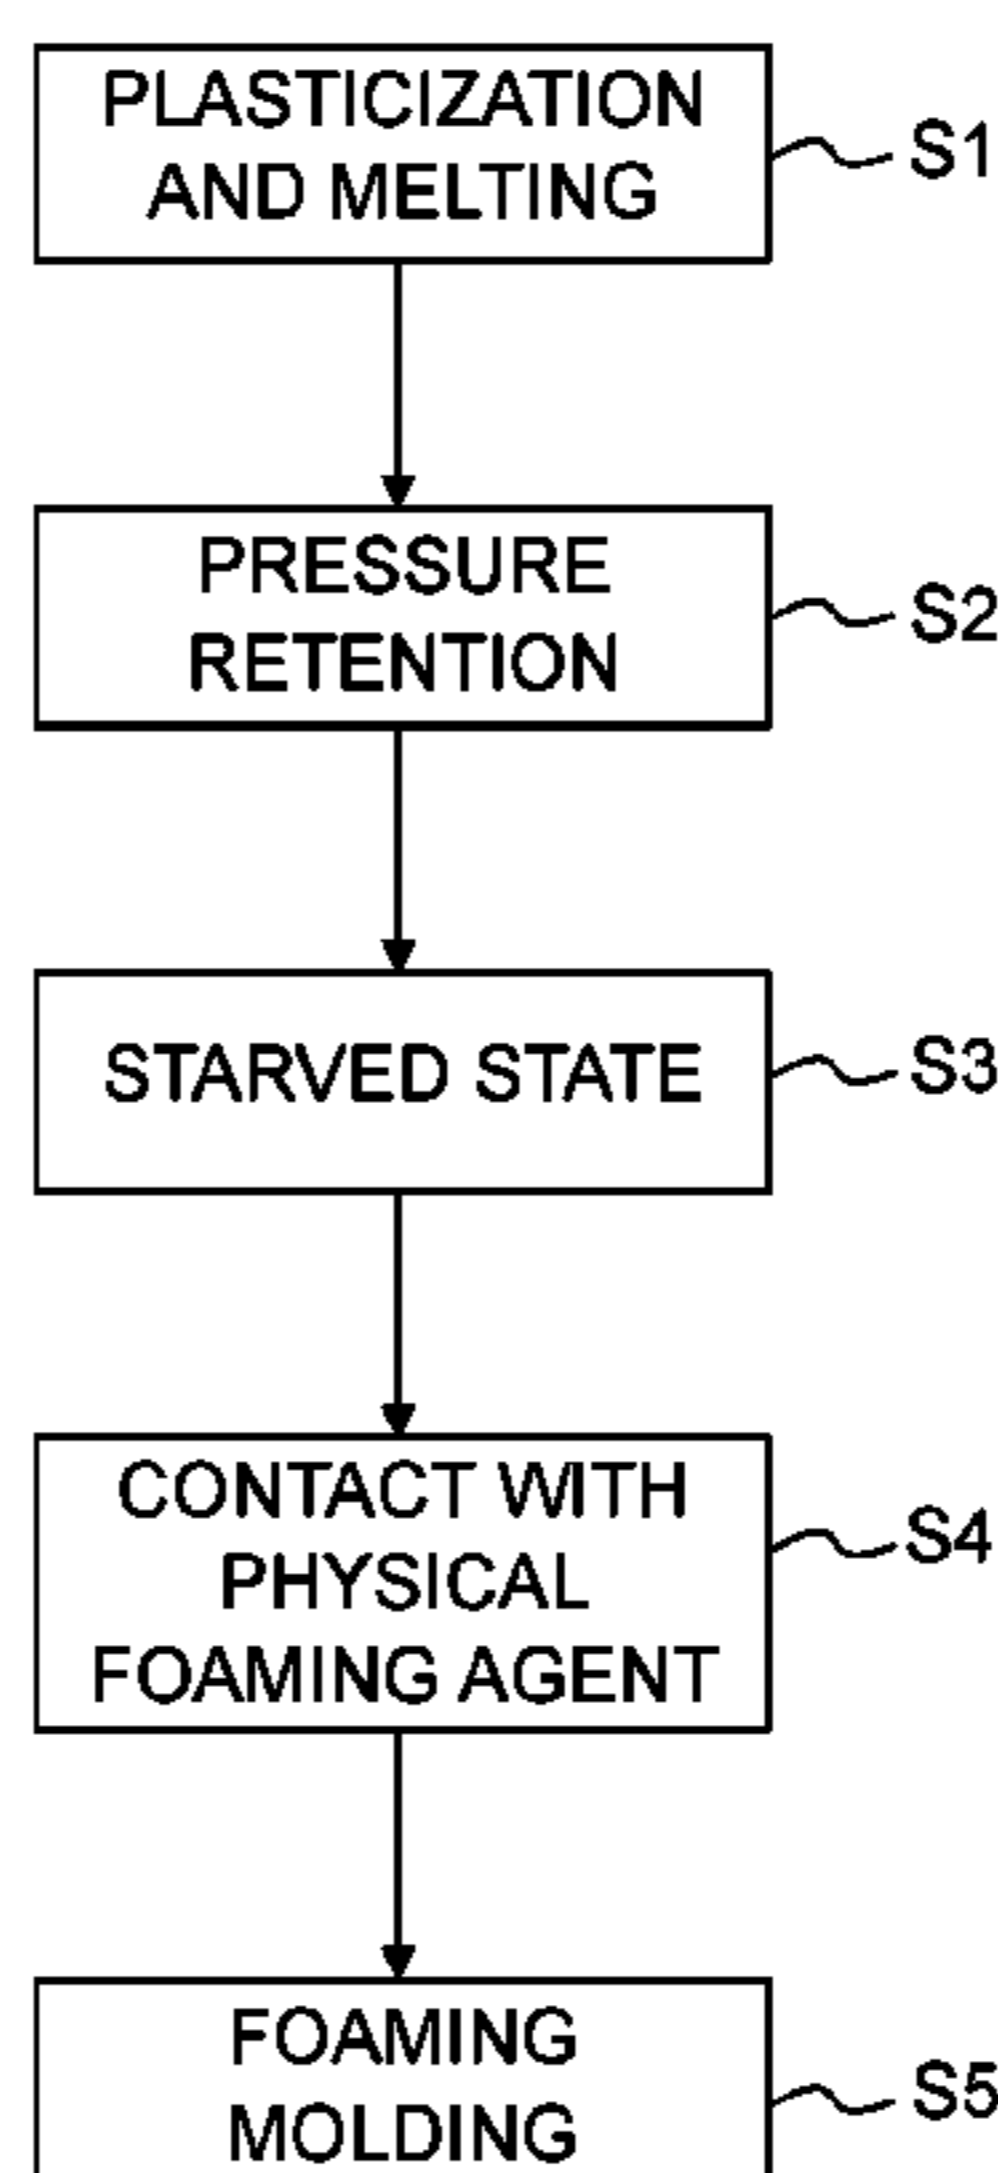 PLASTICIZATION
AND MELTING
S1
PRESSURE
RETENTION
S2
STARVED STATE
S3
CONTACT WITH
PHYSICAL
FOAMING AGENT
S4
FOAMING
MOLDING
S5